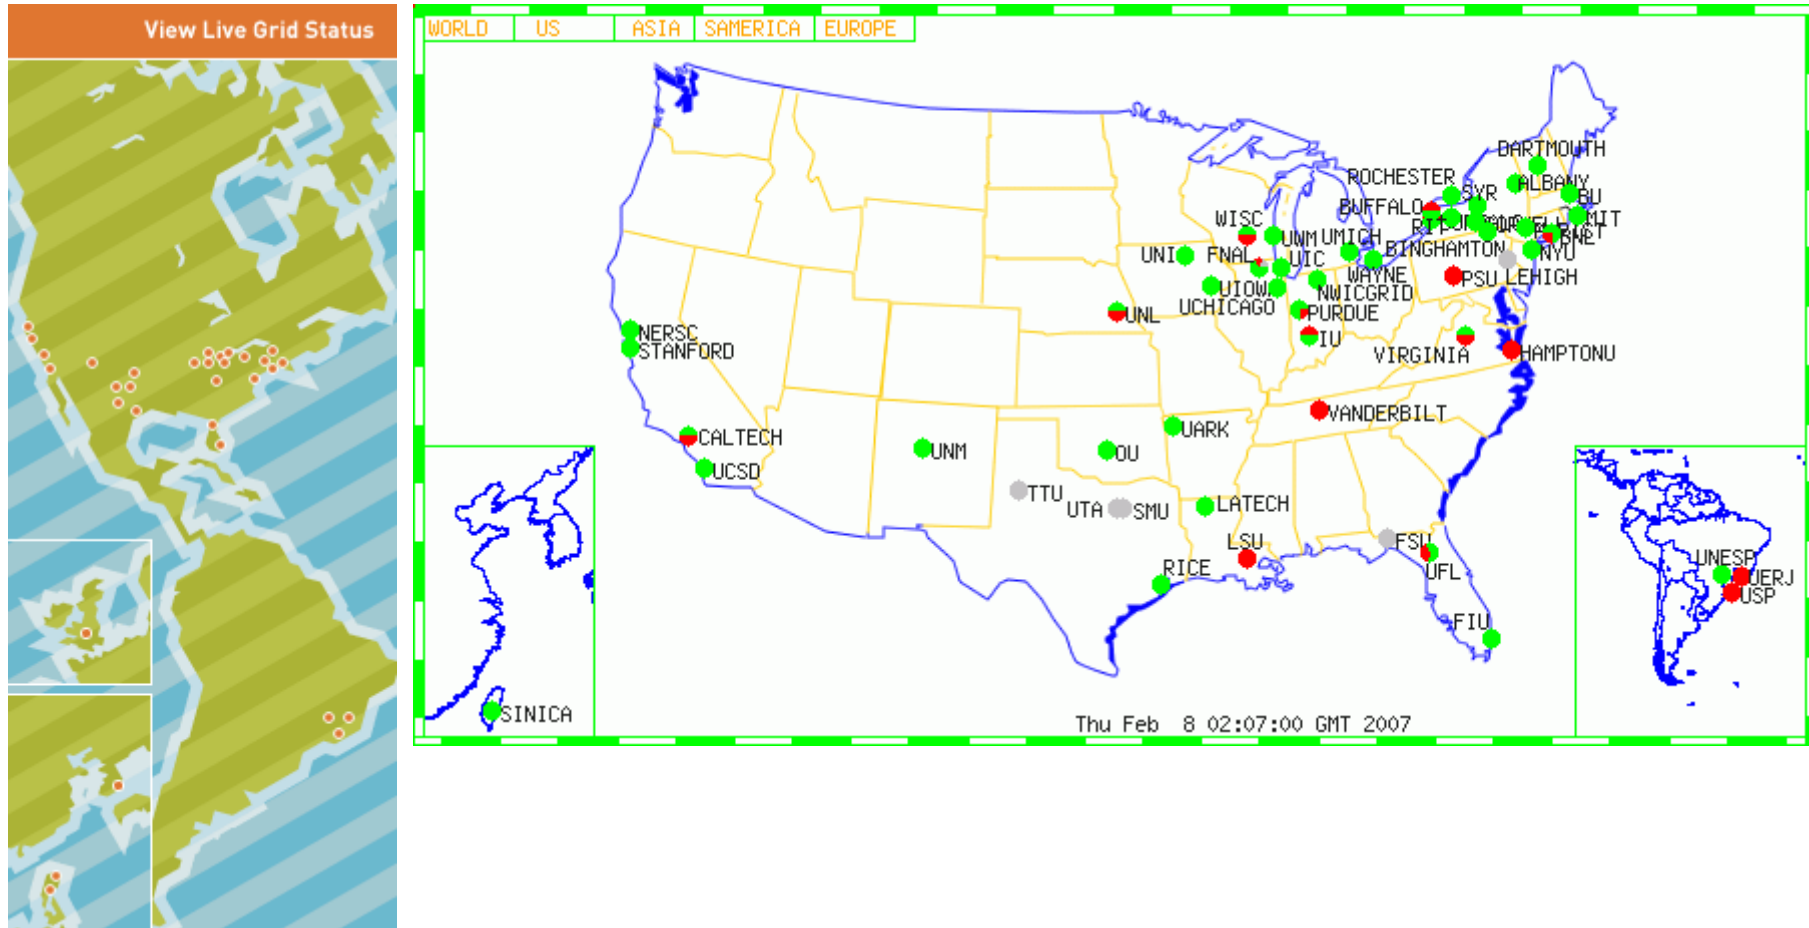 View Live Grid Status
WORLD US ASIA SAMERICA EUROPE
DARTMOUTH
ROCHESTER
SYR
ALBANY
BU
BUFFALO
MIT
WISC
UWM
UMICH
BINGHAMTON
BNL
NYU
UNI
FNAL
UIC
WAYNE
PSU
LEHIGH
UIOWA
NWICGRID
UCHICAGO
PURDUE
UNL
IU
VIRGINIA
HAMPTONU
NERSC
STANFORD
VANDERBILT
CALTECH
UARK
UCSD
UNM
OU
TTU
UTA
SMU
LATECH
LSU
FSU
UFL
RICE
FIU
UNESP
UERJ
USP
SINICA
Thu Feb 8 02:07:00 GMT 2007